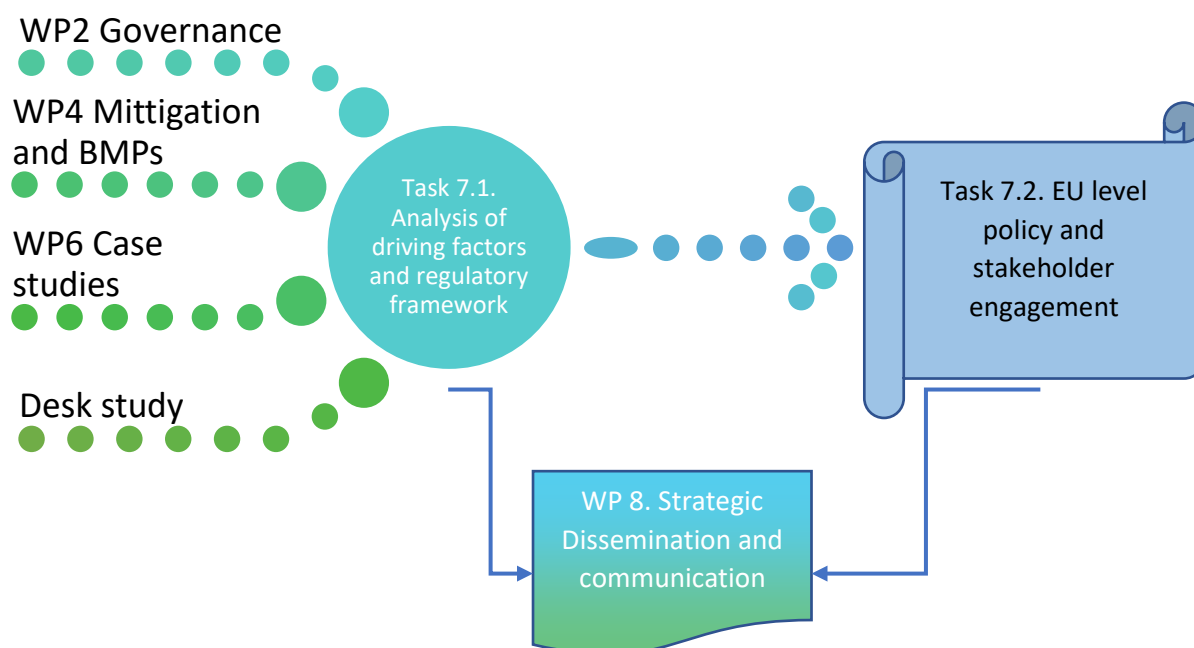 WP2 Governance
WP4 Mittigation
and BMPs
WP6 Case
studies
Desk study
Task 7.1.
Analysis of
driving factors
and regulatory
framework
Task 7.2. EU level
policy and
stakeholder
engagement
WP 8. Strategic
Dissemination and
communication